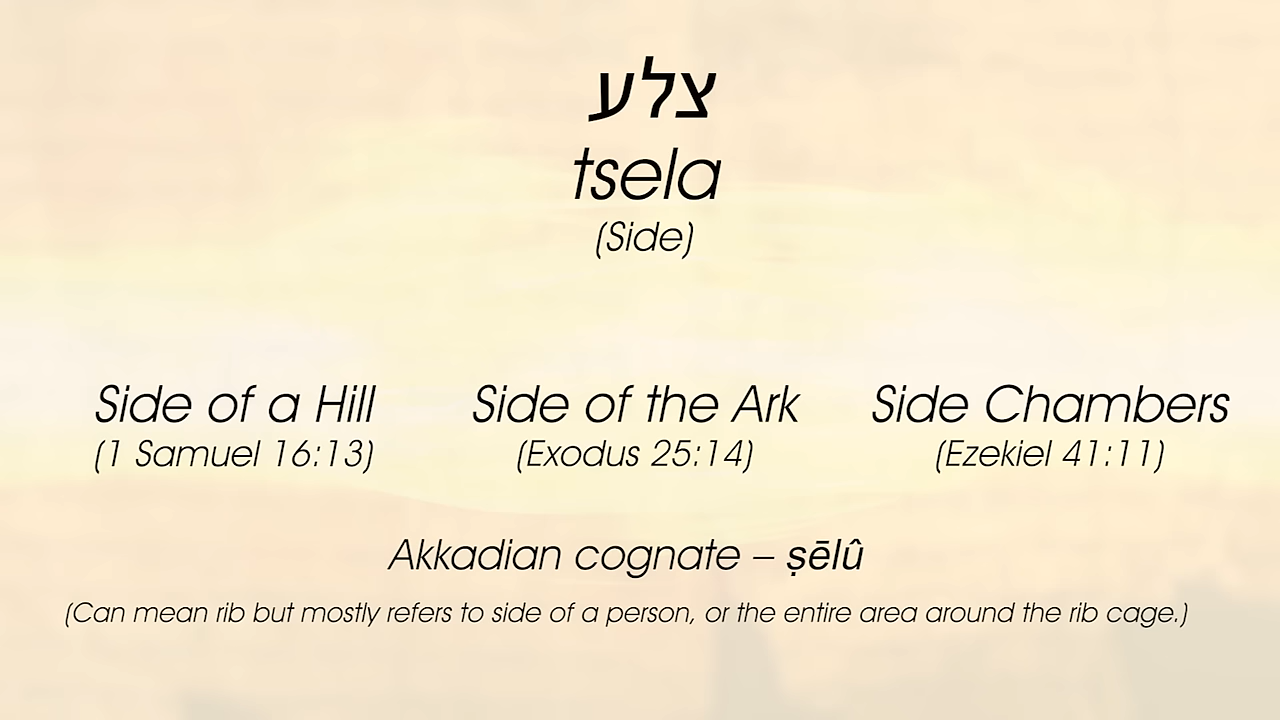 צלע
tsela
(Side)
Side of a Hill
(1 Samuel 16:13)
Side of the Ark
(Exodus 25:14)
Side Chambers
(Ezekiel 41:11)
Akkadian cognate – ṣēlû
(Can mean rib but mostly refers to side of a person, or the entire area around the rib cage.)